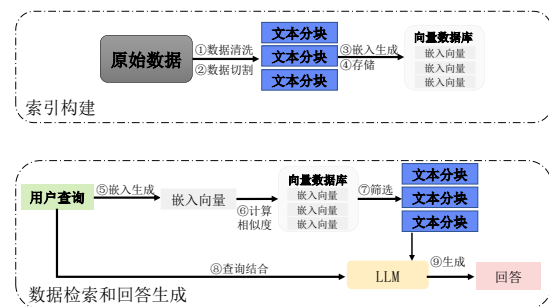 原始数据
①数据清洗
②数据切割
文本分块
文本分块
文本分块
③嵌入生成
④存储
向量数据库
嵌入向量
嵌入向量
嵌入向量
索引构建
用户查询
⑤嵌入生成
嵌入向量
⑥计算
相似度
向量数据库
嵌入向量
嵌入向量
嵌入向量
⑦筛选
文本分块
文本分块
文本分块
⑧查询结合
LLM
⑨生成
回答
数据检索和回答生成